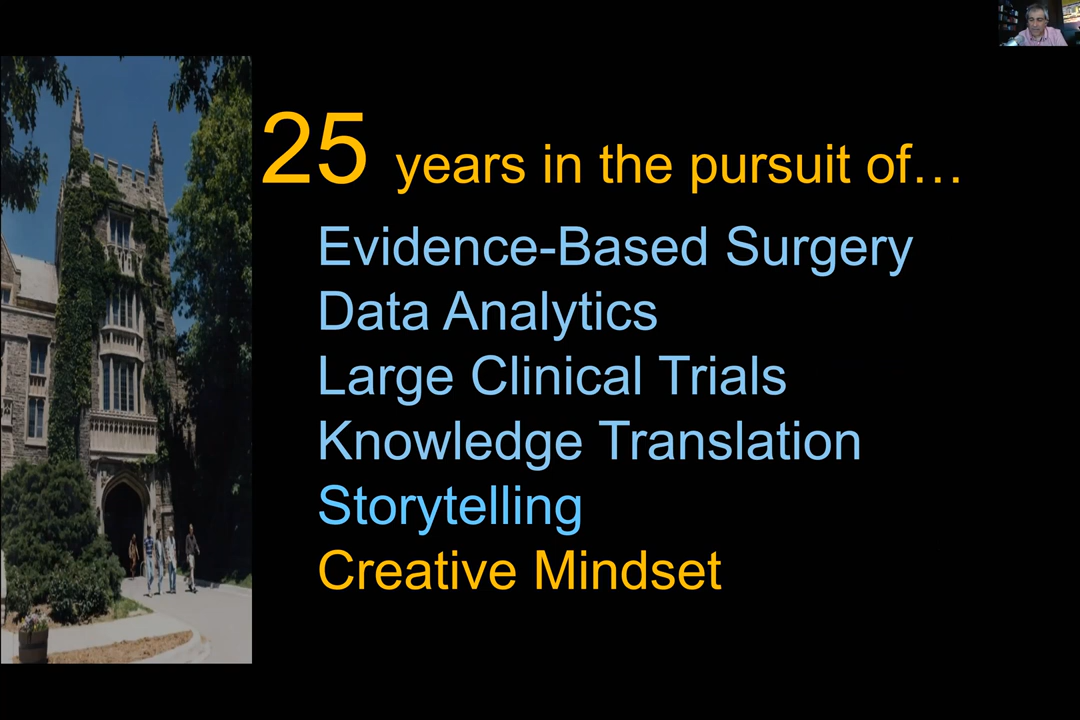 25 years in the pursuit of…
Evidence-Based Surgery
Data Analytics
Large Clinical Trials
Knowledge Translation
Storytelling
Creative Mindset